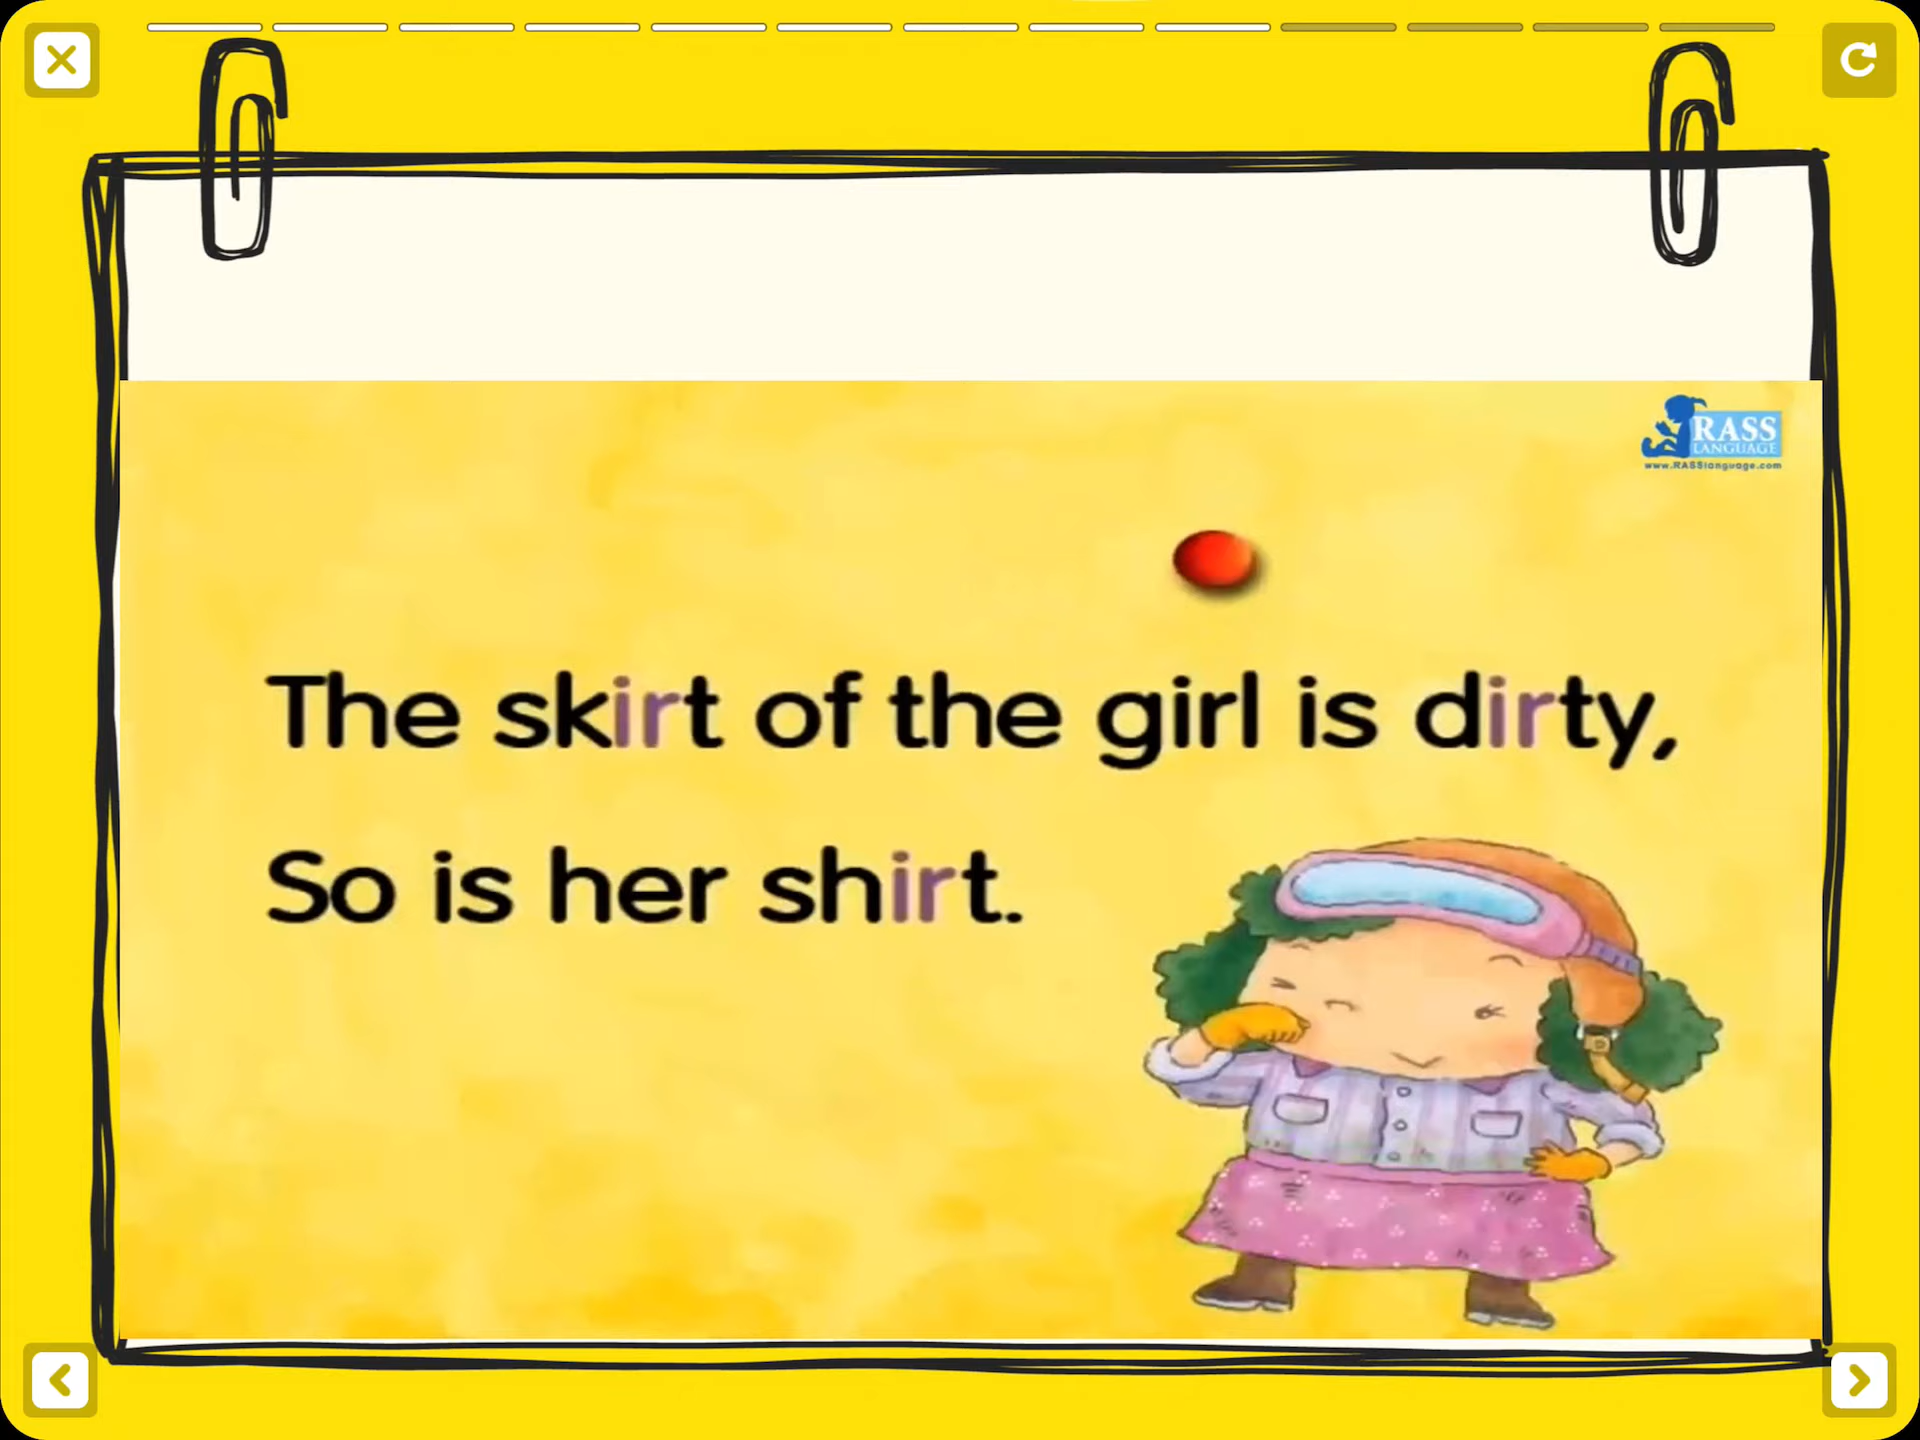 RASS
LANGUAGE
www.RASSlanguage.com
The skirt of the girl is dirty,
So is her shirt.